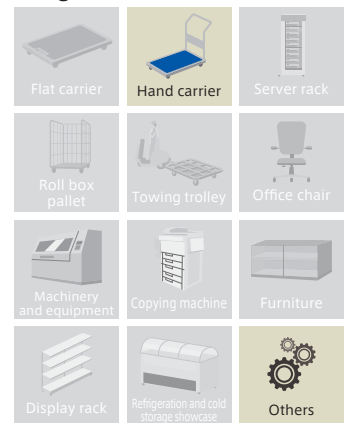 Flat carrier
Hand carrier
Server rack
Roll box
pallet
Towing trolley
Office chair
Machinery
and equipment
Copying machine
Furniture
Display rack
Refrigeration and cold
storage showcase
Others